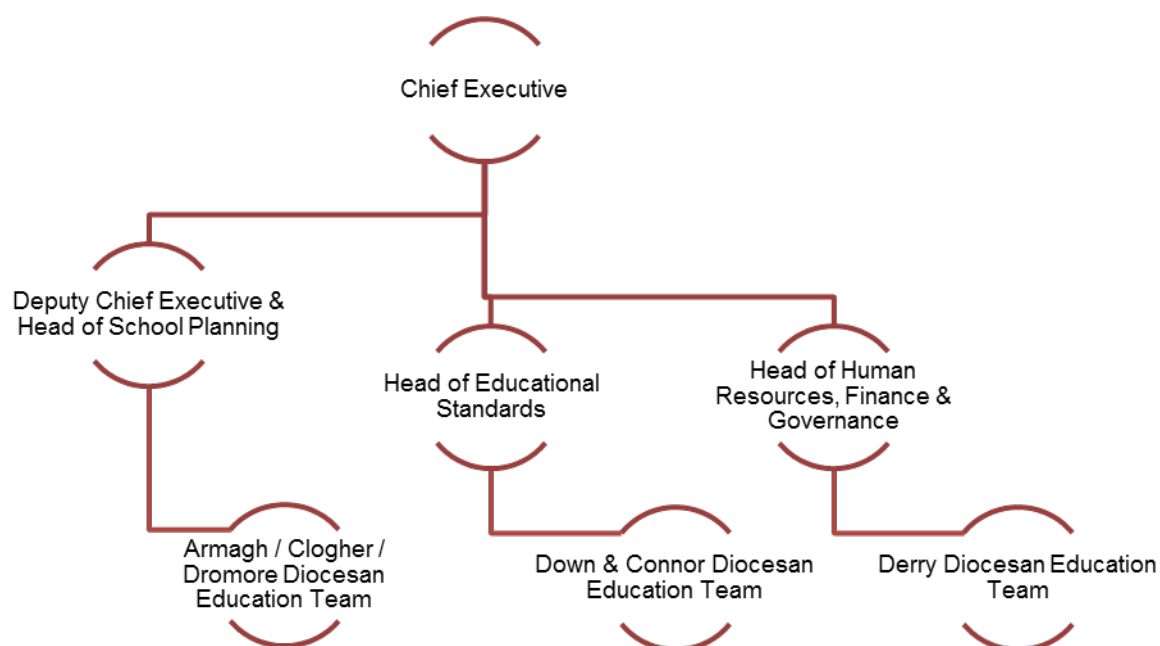 Chief Executive
Deputy Chief Executive &
Head of School Planning
Head of Educational
Standards
Head of Human
Resources, Finance &
Governance
Armagh / Clogher /
Dromore Diocesan
Education Team
Down & Connor Diocesan
Education Team
Derry Diocesan Education
Team